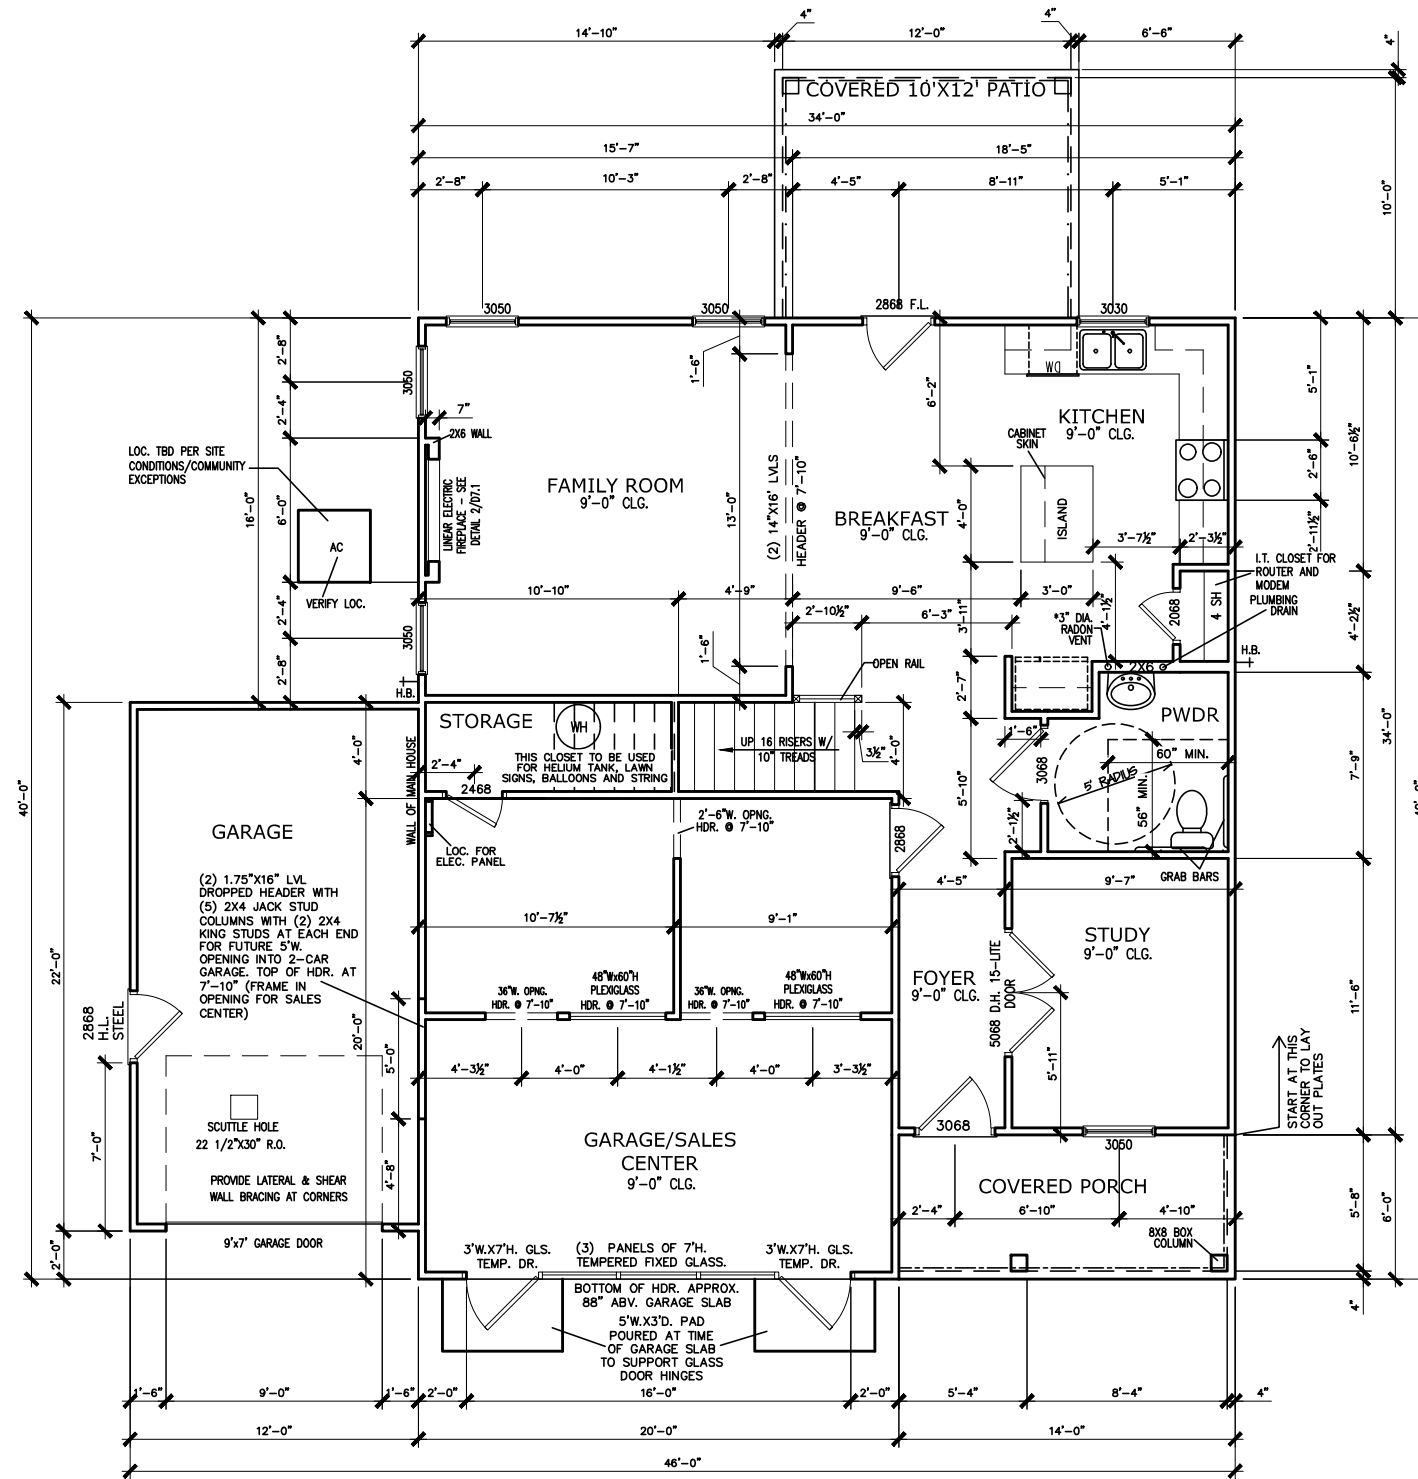 4"
4"
14'-10"
12'-0"
6'-6"
4"
COVERED 10'X12' PATIO
34'-0"
15'-7"
18'-5"
2'-8"
10'-3"
2'-8"
4'-5"
8'-11"
5'-1"
10'-0"
3050
3050
2868 F.L.
3030
2'-8"
3050
1'-6"
6'-2"
DW
5'-1"
2'-4"
7"
2X6 WALL
KITCHEN
9'-0" CLG.
CABINET
SKIN
10'-6½"
LOC. TBD PER SITE
CONDITIONS/COMMUNITY
EXCEPTIONS
16'-0"
6'-0"
LINEAR ELECTRIC
FIREPLACE - SEE
DETAIL 2/D7.1
FAMILY ROOM
9'-0" CLG.
13'-0"
(2) 14"X16' LVLS
HEADER @ 7'-10"
BREAKFAST
9'-0" CLG.
4'-0"
ISLAND
2'-6"
2'-11½"
AC
VERIFY LOC.
3'-7½"
2'-3½"
I.T. CLOSET FOR
ROUTER AND
MODEM
PLUMBING
DRAIN
10'-10"
4'-9"
9'-6"
3'-0"
2'-10½"
6'-3"
3'-11"
4'-1½"
*3" DIA.
RADON
VENT
2068
4 SH
4'-2½"
2'-4"
3050
2'-8"
1'-6"
OPEN RAIL
2X6
H.B.
H.B.
2'-7"
STORAGE
WH
THIS CLOSET TO BE USED
FOR HELIUM TANK, LAWN
SIGNS, BALLOONS AND STRING
UP 16 RISERS W/
10" TREADS
3½"
4'-0"
PWDR
1'-6"
60" MIN.
5' RADIUS
56" MIN.
3068
34'-0"
7'-9"
40'-0"
40'-0"
4'-0"
WALL OF MAIN HOUSE
2'-4"
2468
5'-10"
2'-1½"
GARAGE
LOC. FOR
ELEC. PANEL
2'-6"W. OPNG.
HDR. @ 7'-10"
2868
GRAB BARS
(2) 1.75"X16" LVL
DROPPED HEADER WITH
(5) 2X4 JACK STUD
COLUMNS WITH (2) 2X4
KING STUDS AT EACH END
FOR FUTURE 5'W.
OPENING INTO 2-CAR
GARAGE. TOP OF HDR. AT
7'-10" (FRAME IN
OPENING FOR SALES
CENTER)
4'-5"
9'-7"
10'-7½"
9'-1"
STUDY
9'-0" CLG.
FOYER
9'-0" CLG.
5068 D.H. 15-LITE
DOOR
22'-0"
2868
H.L.
STEEL
36"W. OPNG.
HDR. @ 7'-10"
48"Wx60"H
PLEXIGLASS
HDR. @ 7'-10"
36"W. OPNG.
HDR. @ 7'-10"
48"Wx60"H
PLEXIGLASS
HDR. @ 7'-10"
11'-6"
20'-0"
5'-0"
5'-11"
4'-3½"
4'-0"
4'-1½"
4'-0"
3'-3½"
START AT THIS
CORNER TO LAY
OUT PLATES
SCUTTLE HOLE
22 1/2"X30" R.O.
7'-0"
3068
3050
GARAGE/SALES
CENTER
9'-0" CLG.
PROVIDE LATERAL & SHEAR
WALL BRACING AT CORNERS
4'-8"
COVERED PORCH
2'-4"
6'-10"
4'-10"
5'-8"
6'-0"
8X8 BOX
COLUMN
9'x7' GARAGE DOOR
2'-0"
3'W.X7'H. GLS.
TEMP. DR.
(3) PANELS OF 7'H.
TEMPERED FIXED GLASS.
3'W.X7'H. GLS.
TEMP. DR.
BOTTOM OF HDR. APPROX.
88" ABV. GARAGE SLAB
4"
5'W.X3'D. PAD
POURED AT TIME
OF GARAGE SLAB
TO SUPPORT GLASS
DOOR HINGES
1'-6"
9'-0"
1'-6"
2'-0"
16'-0"
2'-0"
5'-4"
8'-4"
4"
12'-0"
20'-0"
14'-0"
46'-0"